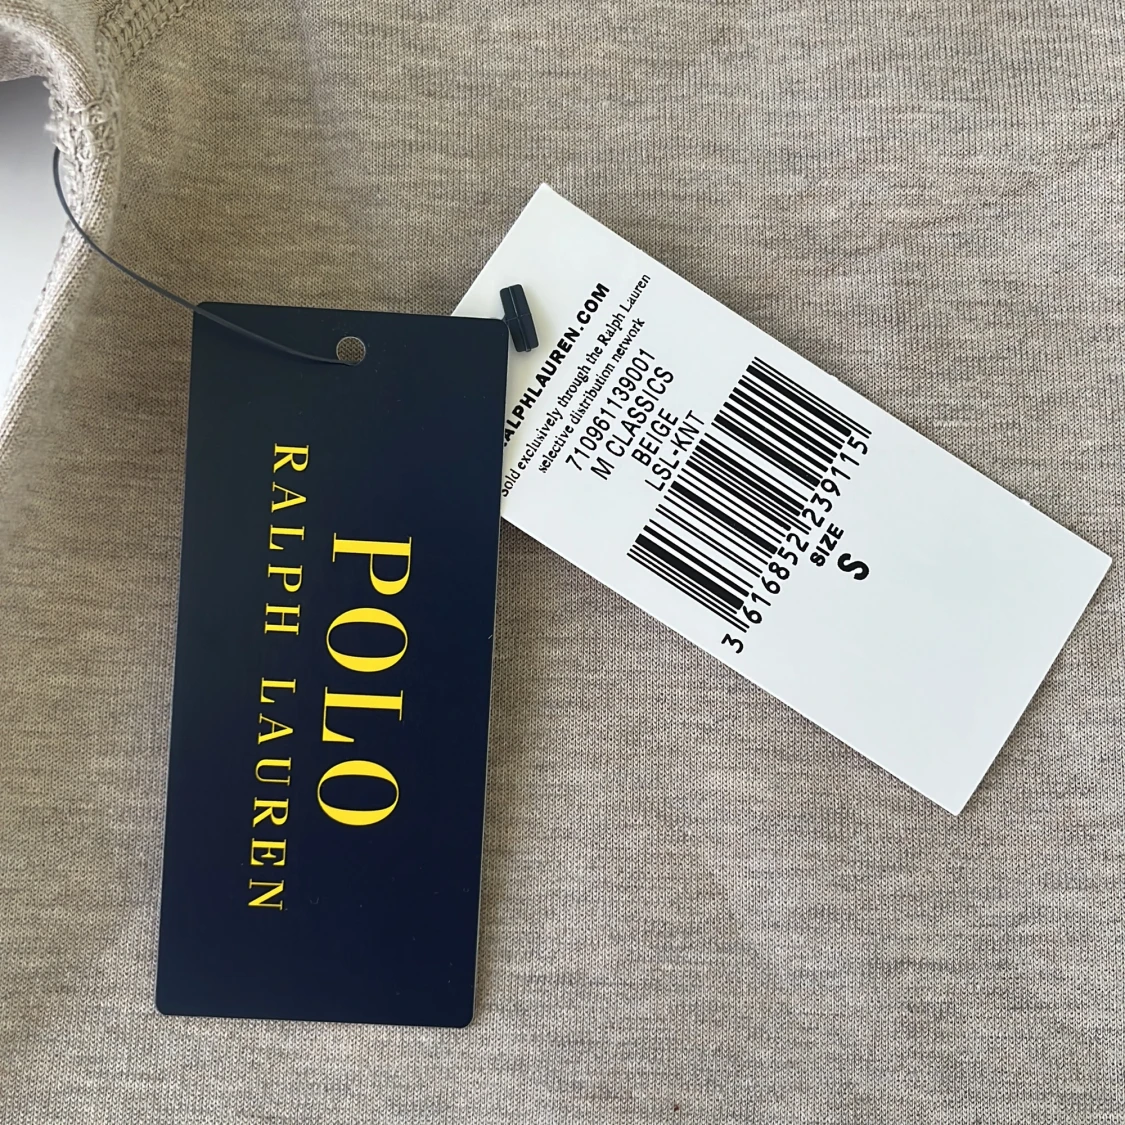 POLO
RALPH LAUREN
ALPHLAUREN.COM
Sold exclusively through the Ralph Lauren
selective distribution network
710961139001
M CLASSICS
BEIGE
LSL-KNT
3 616852 239115
SIZE
S